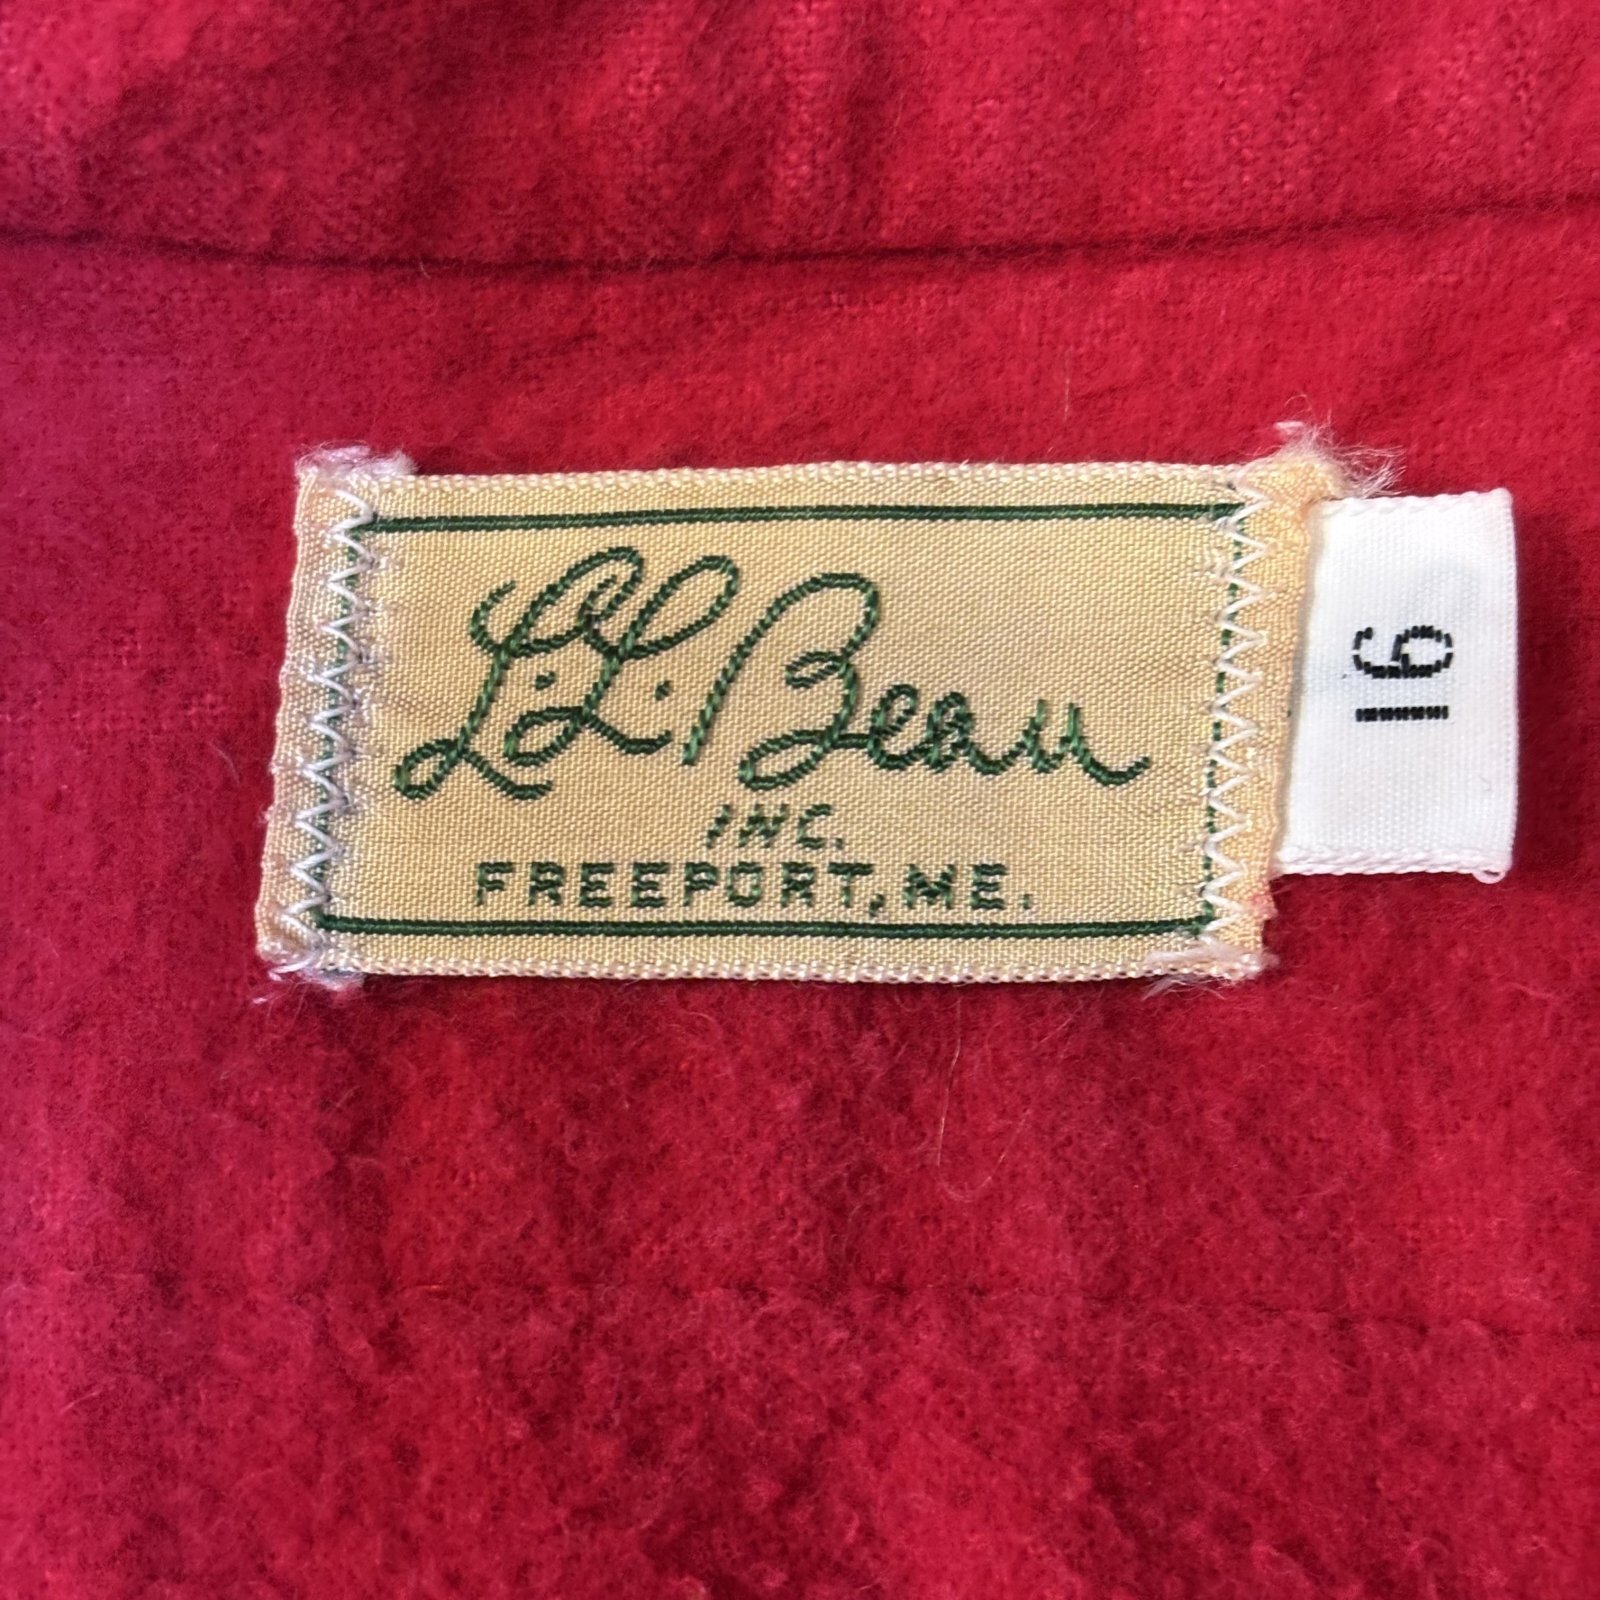 L.L. Bean
INC.
FREEPORT, ME.
16